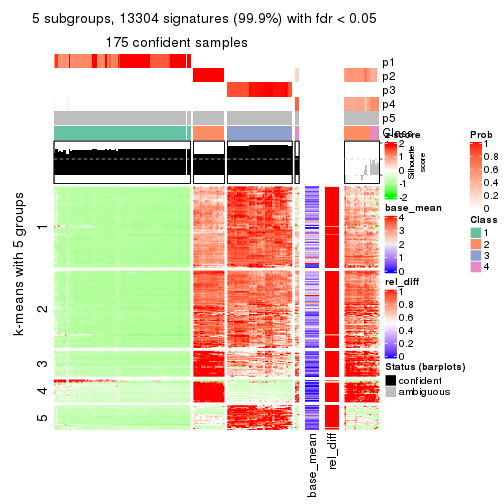 5 subgroups, 13304 signatures (99.9%) with fdr < 0.05
175 confident samples
p1
p2
p3
p4
p5
Class
Silhouette
score
k-means with 5 groups
1
2
3
4
5
base_mean
rel_diff
z-score
2
1
0
-1
-2
base_mean
4
3
2
1
0
rel_diff
1
0.8
0.6
0.4
0.2
0
Status (barplots)
confident
ambiguous
Prob
1
0.8
0.6
0.4
0.2
0
Class
1
2
3
4